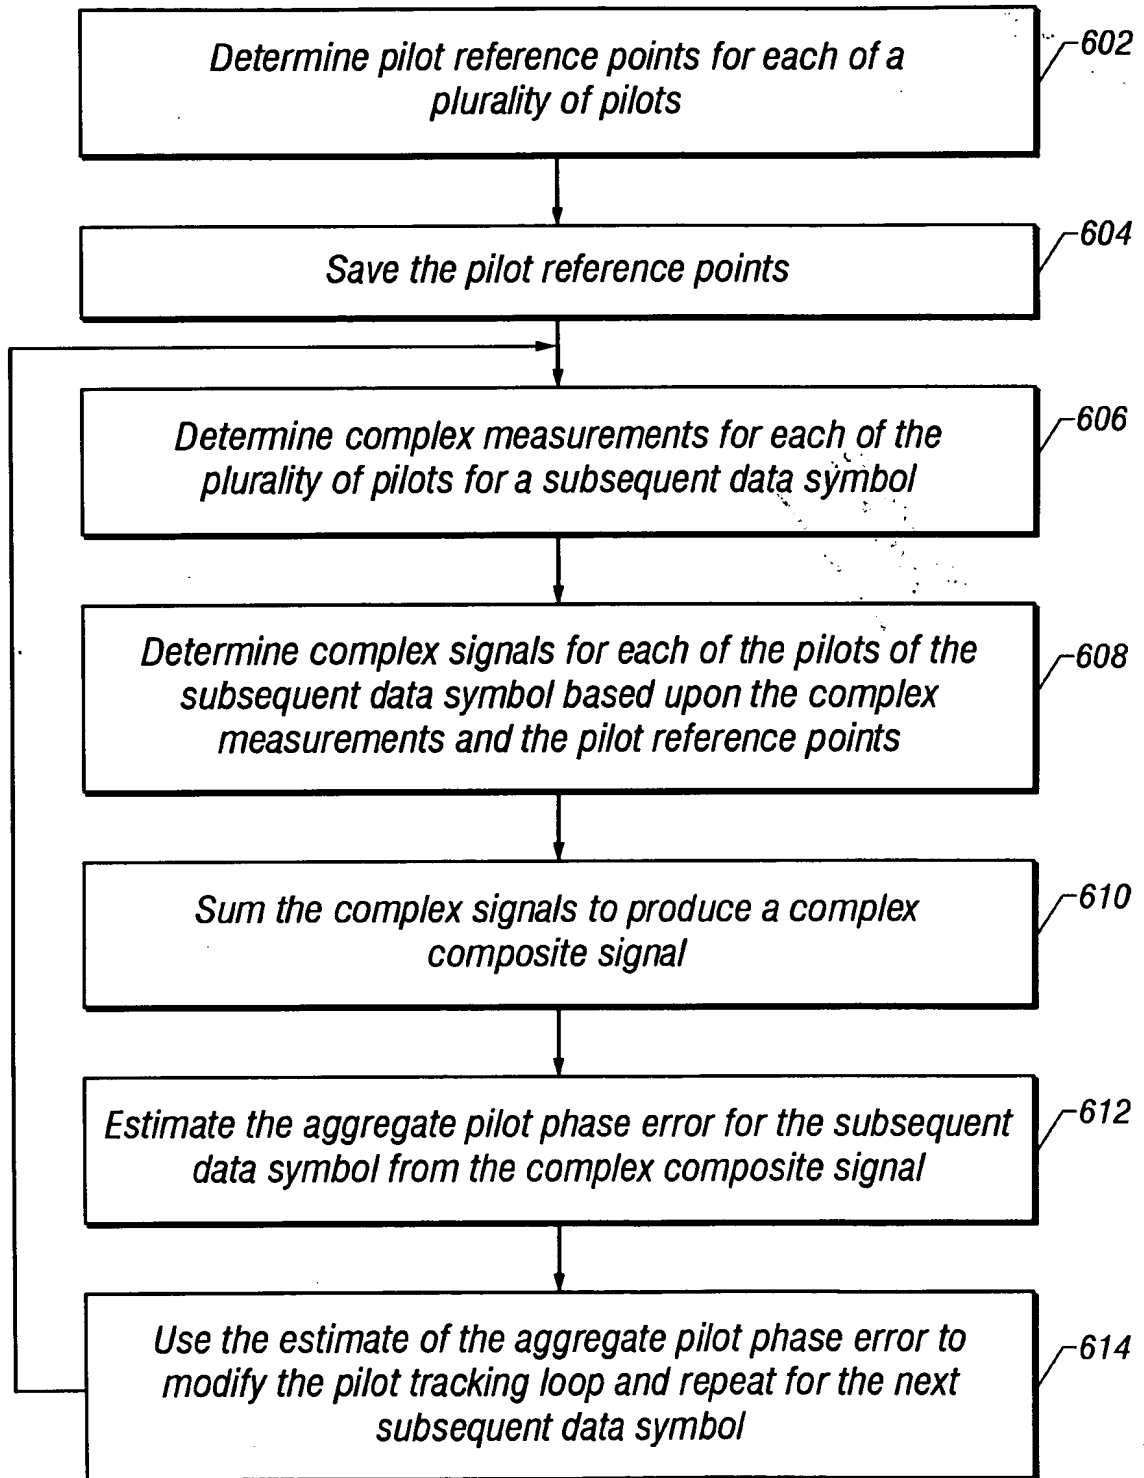 Determine pilot reference points for each of a
plurality of pilots
602
Save the pilot reference points
604
Determine complex measurements for each of the
plurality of pilots for a subsequent data symbol
606
Determine complex signals for each of the pilots of the
subsequent data symbol based upon the complex
measurements and the pilot reference points
608
Sum the complex signals to produce a complex
composite signal
610
Estimate the aggregate pilot phase error for the subsequent
data symbol from the complex composite signal
612
Use the estimate of the aggregate pilot phase error to
modify the pilot tracking loop and repeat for the next
subsequent data symbol
614